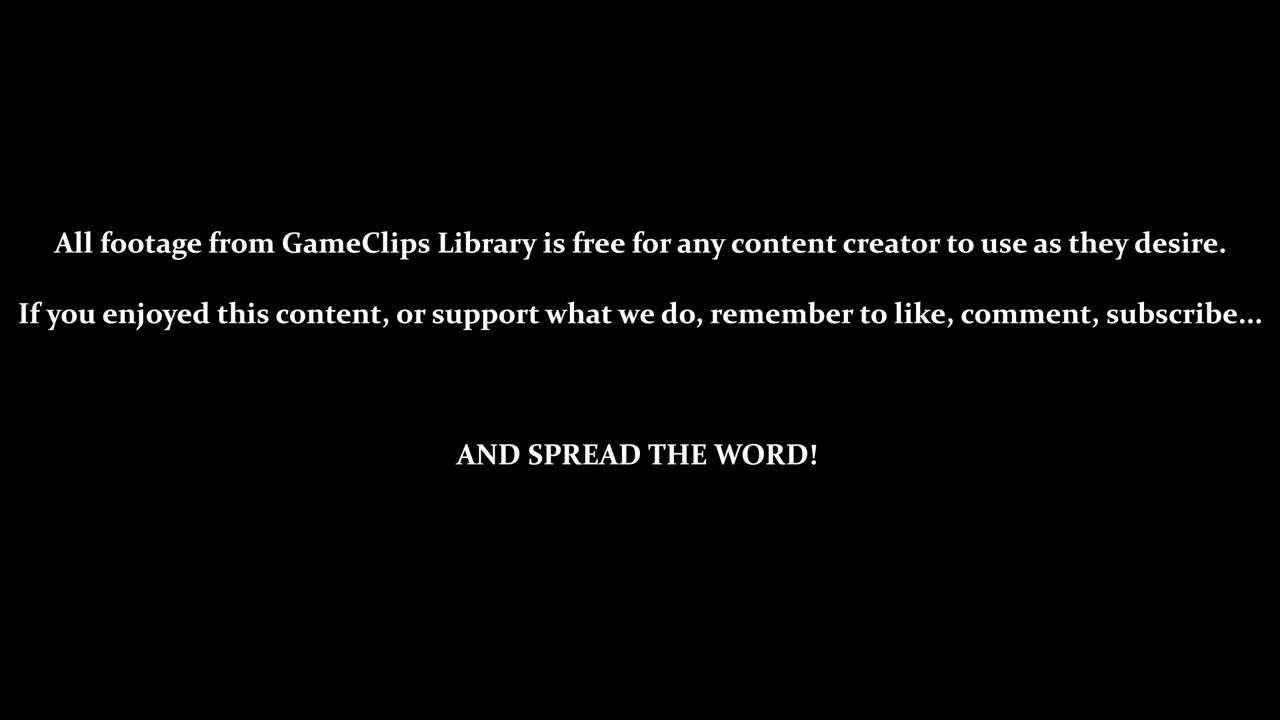 All footage from GameClips Library is free for any content creator to use as they desire.
If you enjoyed this content, or support what we do, remember to like, comment, subscribe...
AND SPREAD THE WORD!